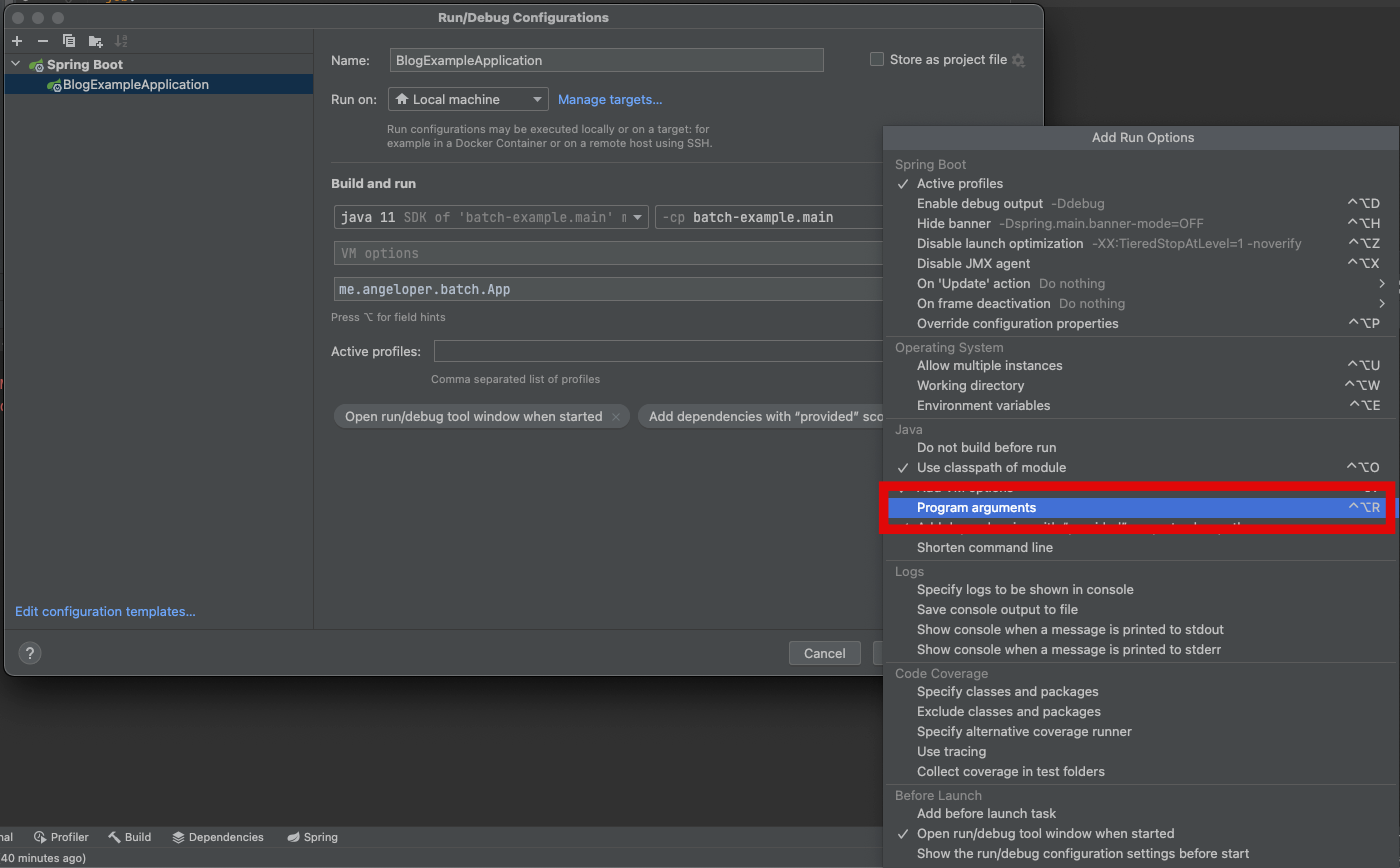 Run/Debug Configurations
Spring Boot
BlogExampleApplication
Edit configuration templates...
Name: BlogExampleApplication
Store as project file
Run on: Local machine Manage targets...
Run configurations may be executed locally or on a target: for
example in a Docker Container or on a remote host using SSH.
Build and run
java 11 SDK of 'batch-example.main' -cp batch-example.main
VM options
me.angeloper.batch.App
Press ⌥ for field hints
Active profiles:
Comma separated list of profiles
Open run/debug tool window when started × Add dependencies with “provided” sco
? Cancel
Add Run Options
Spring Boot
✓ Active profiles
Enable debug output -Ddebug ^⌥D
Hide banner -Dspring.main.banner-mode=OFF ^⌥H
Disable launch optimization -XX:TieredStopAtLevel=1 -noverify ^⌥Z
Disable JMX agent ^⌥X
On 'Update' action Do nothing >
On frame deactivation Do nothing >
Override configuration properties ^⌥P
Operating System
Allow multiple instances ^⌥U
Working directory ^⌥W
Environment variables ^⌥E
Java
Do not build before run
✓ Use classpath of module ^⌥O
Program arguments ^⌥R
Shorten command line
Logs
Specify logs to be shown in console
Save console output to file
Show console when a message is printed to stdout
Show console when a message is printed to stderr
Code Coverage
Specify classes and packages
Exclude classes and packages
Specify alternative coverage runner
Use tracing
Collect coverage in test folders
Before Launch
Add before launch task
✓ Open run/debug tool window when started
Show the run/debug configuration settings before start
nal Profiler Build Dependencies Spring
40 minutes ago)